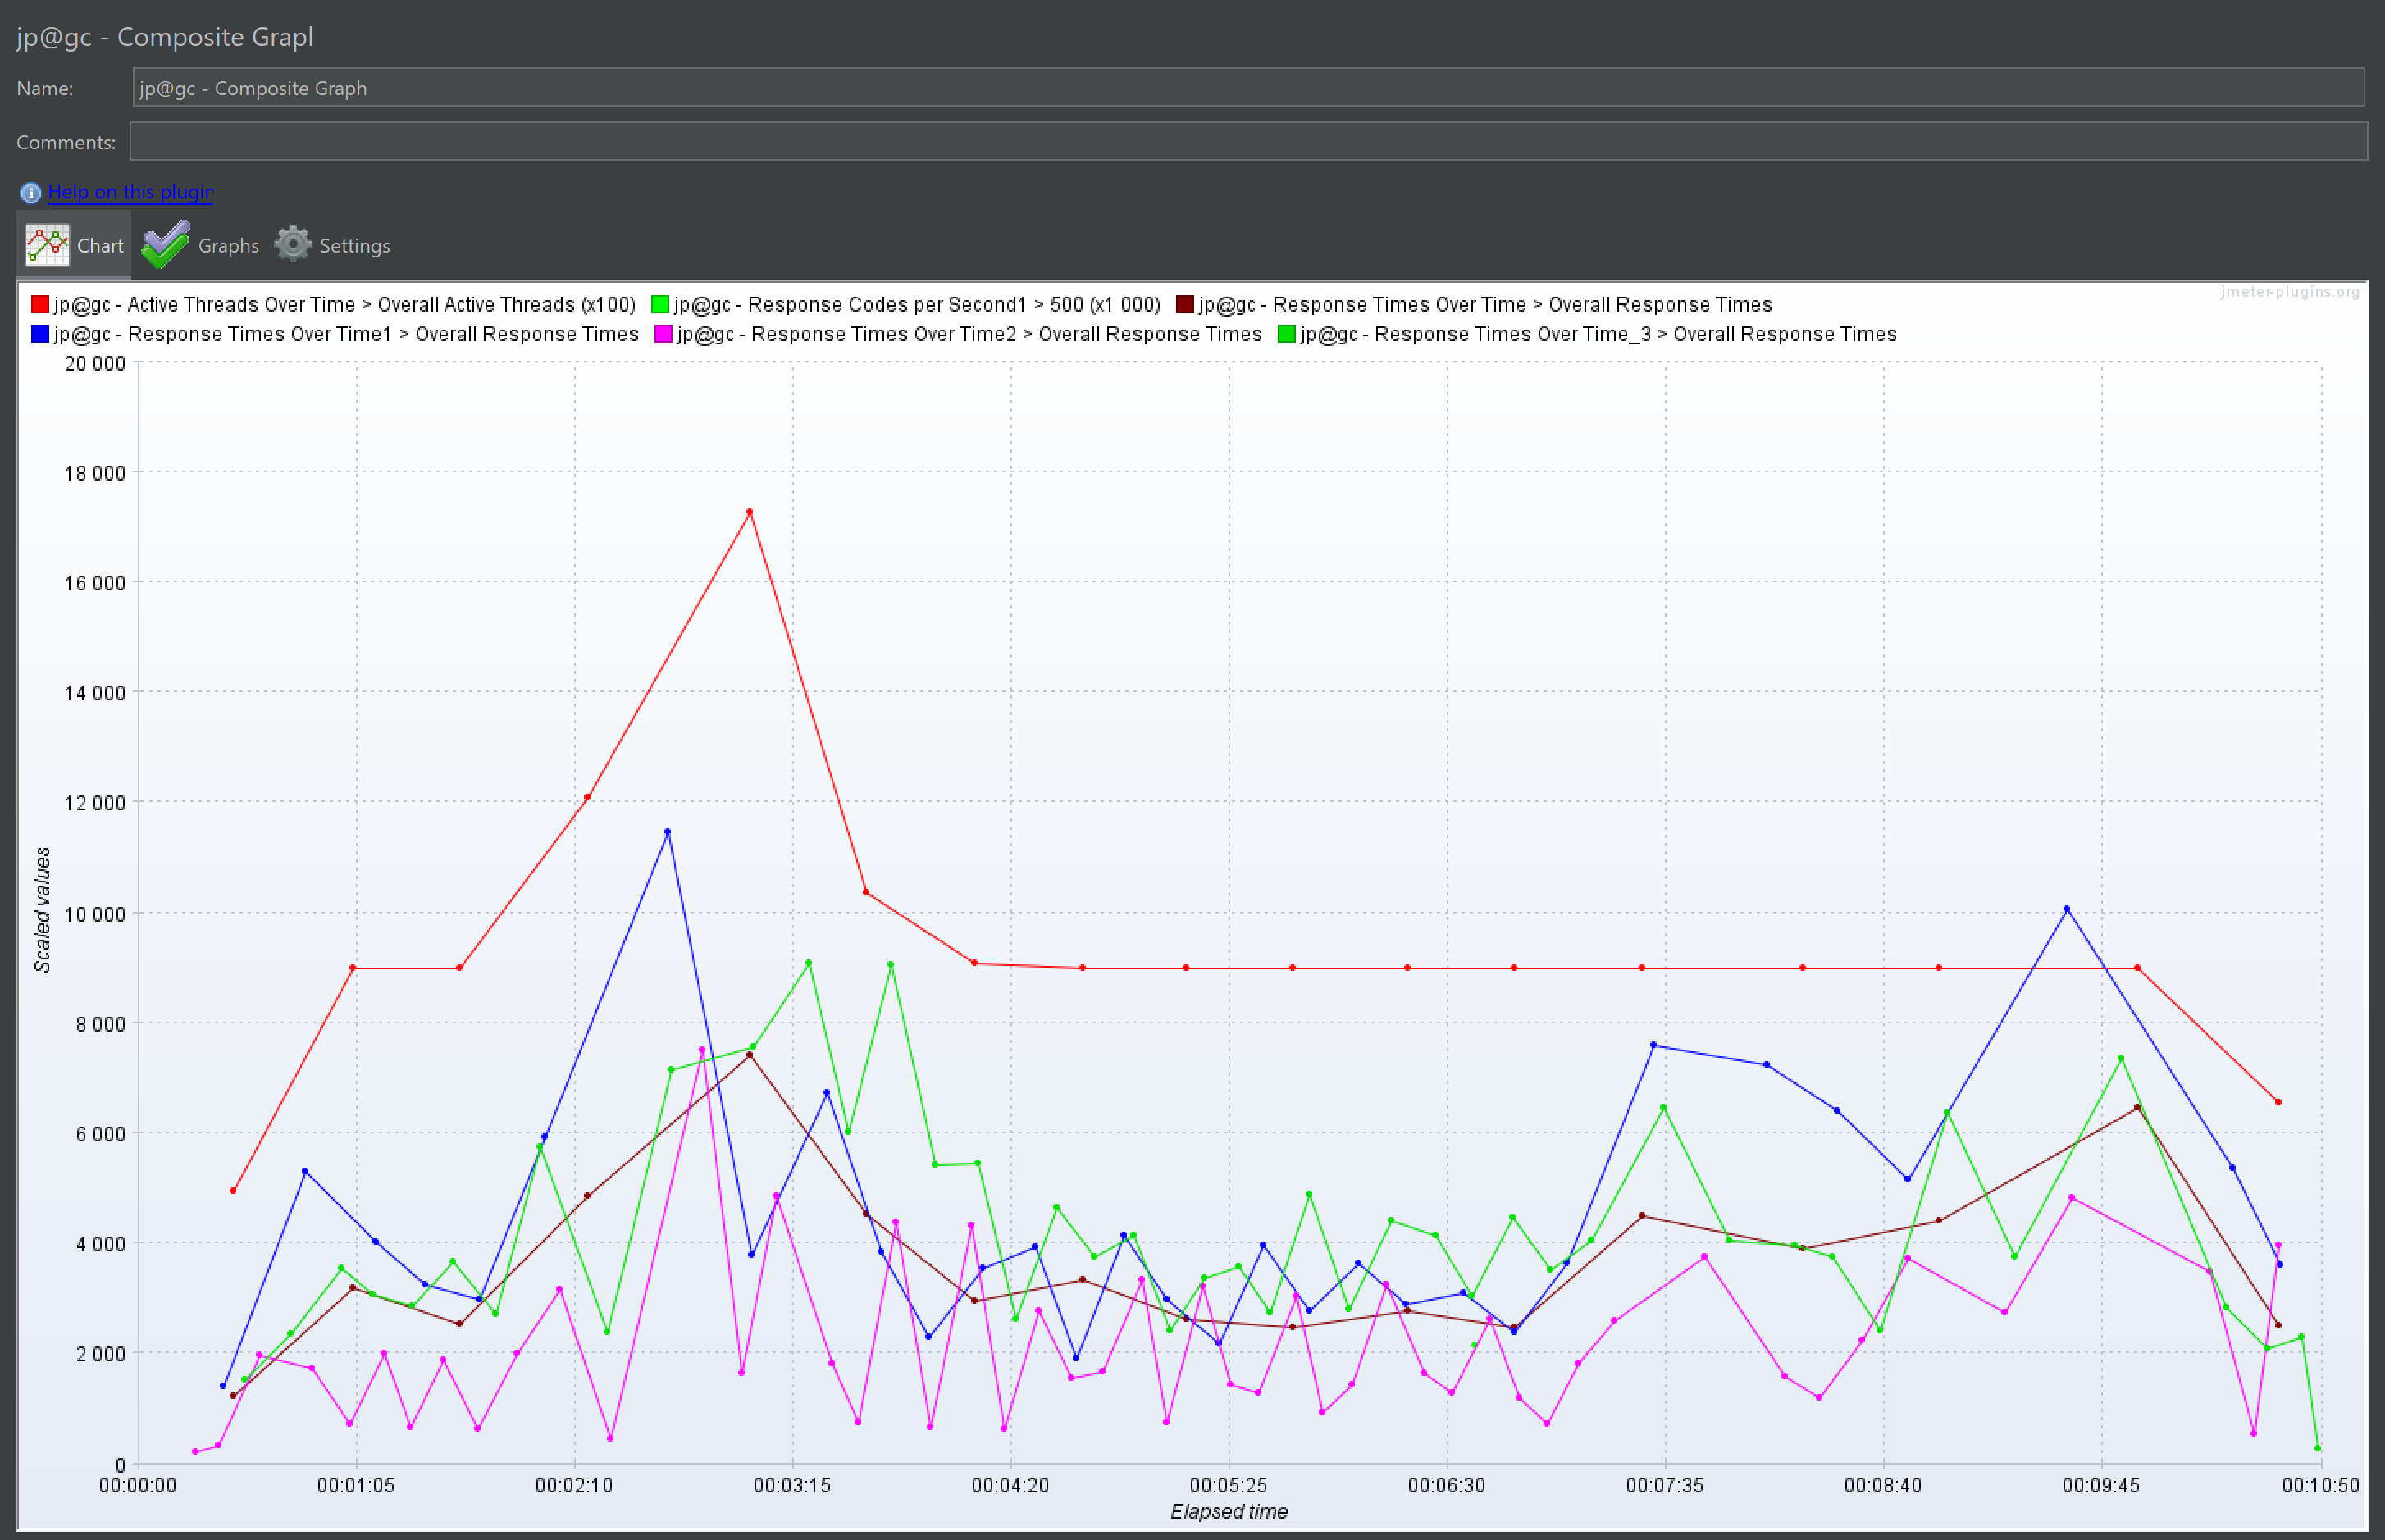 jp@gc - Composite Grapl
Name: jp@gc - Composite Graph
Comments:
Help on this plugin
Chart Graphs Settings
jp@gc - Active Threads Over Time > Overall Active Threads (x100) jp@gc - Response Codes per Second1 > 500 (x1 000) jp@gc - Response Times Over Time > Overall Response Times
jmeter-plugins.org
jp@gc - Response Times Over Time1 > Overall Response Times jp@gc - Response Times Over Time2 > Overall Response Times jp@gc - Response Times Over Time_3 > Overall Response Times
20 000
18 000
16 000
14 000
12 000
10 000
8 000
6 000
4 000
2 000
0
Scaled values
00:00:00 00:01:05 00:02:10 00:03:15 00:04:20 00:05:25 00:06:30 00:07:35 00:08:40 00:09:45 00:10:50
Elapsed time